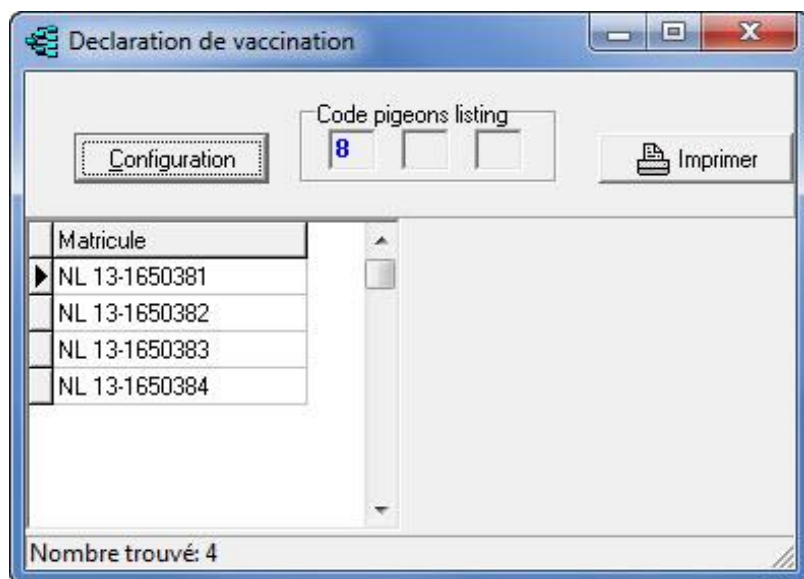 Declaration de vaccination
Code pigeons listing
Configuration
8
Imprimer
Matricule
NL 13-1650381
NL 13-1650382
NL 13-1650383
NL 13-1650384
Nombre trouvé: 4